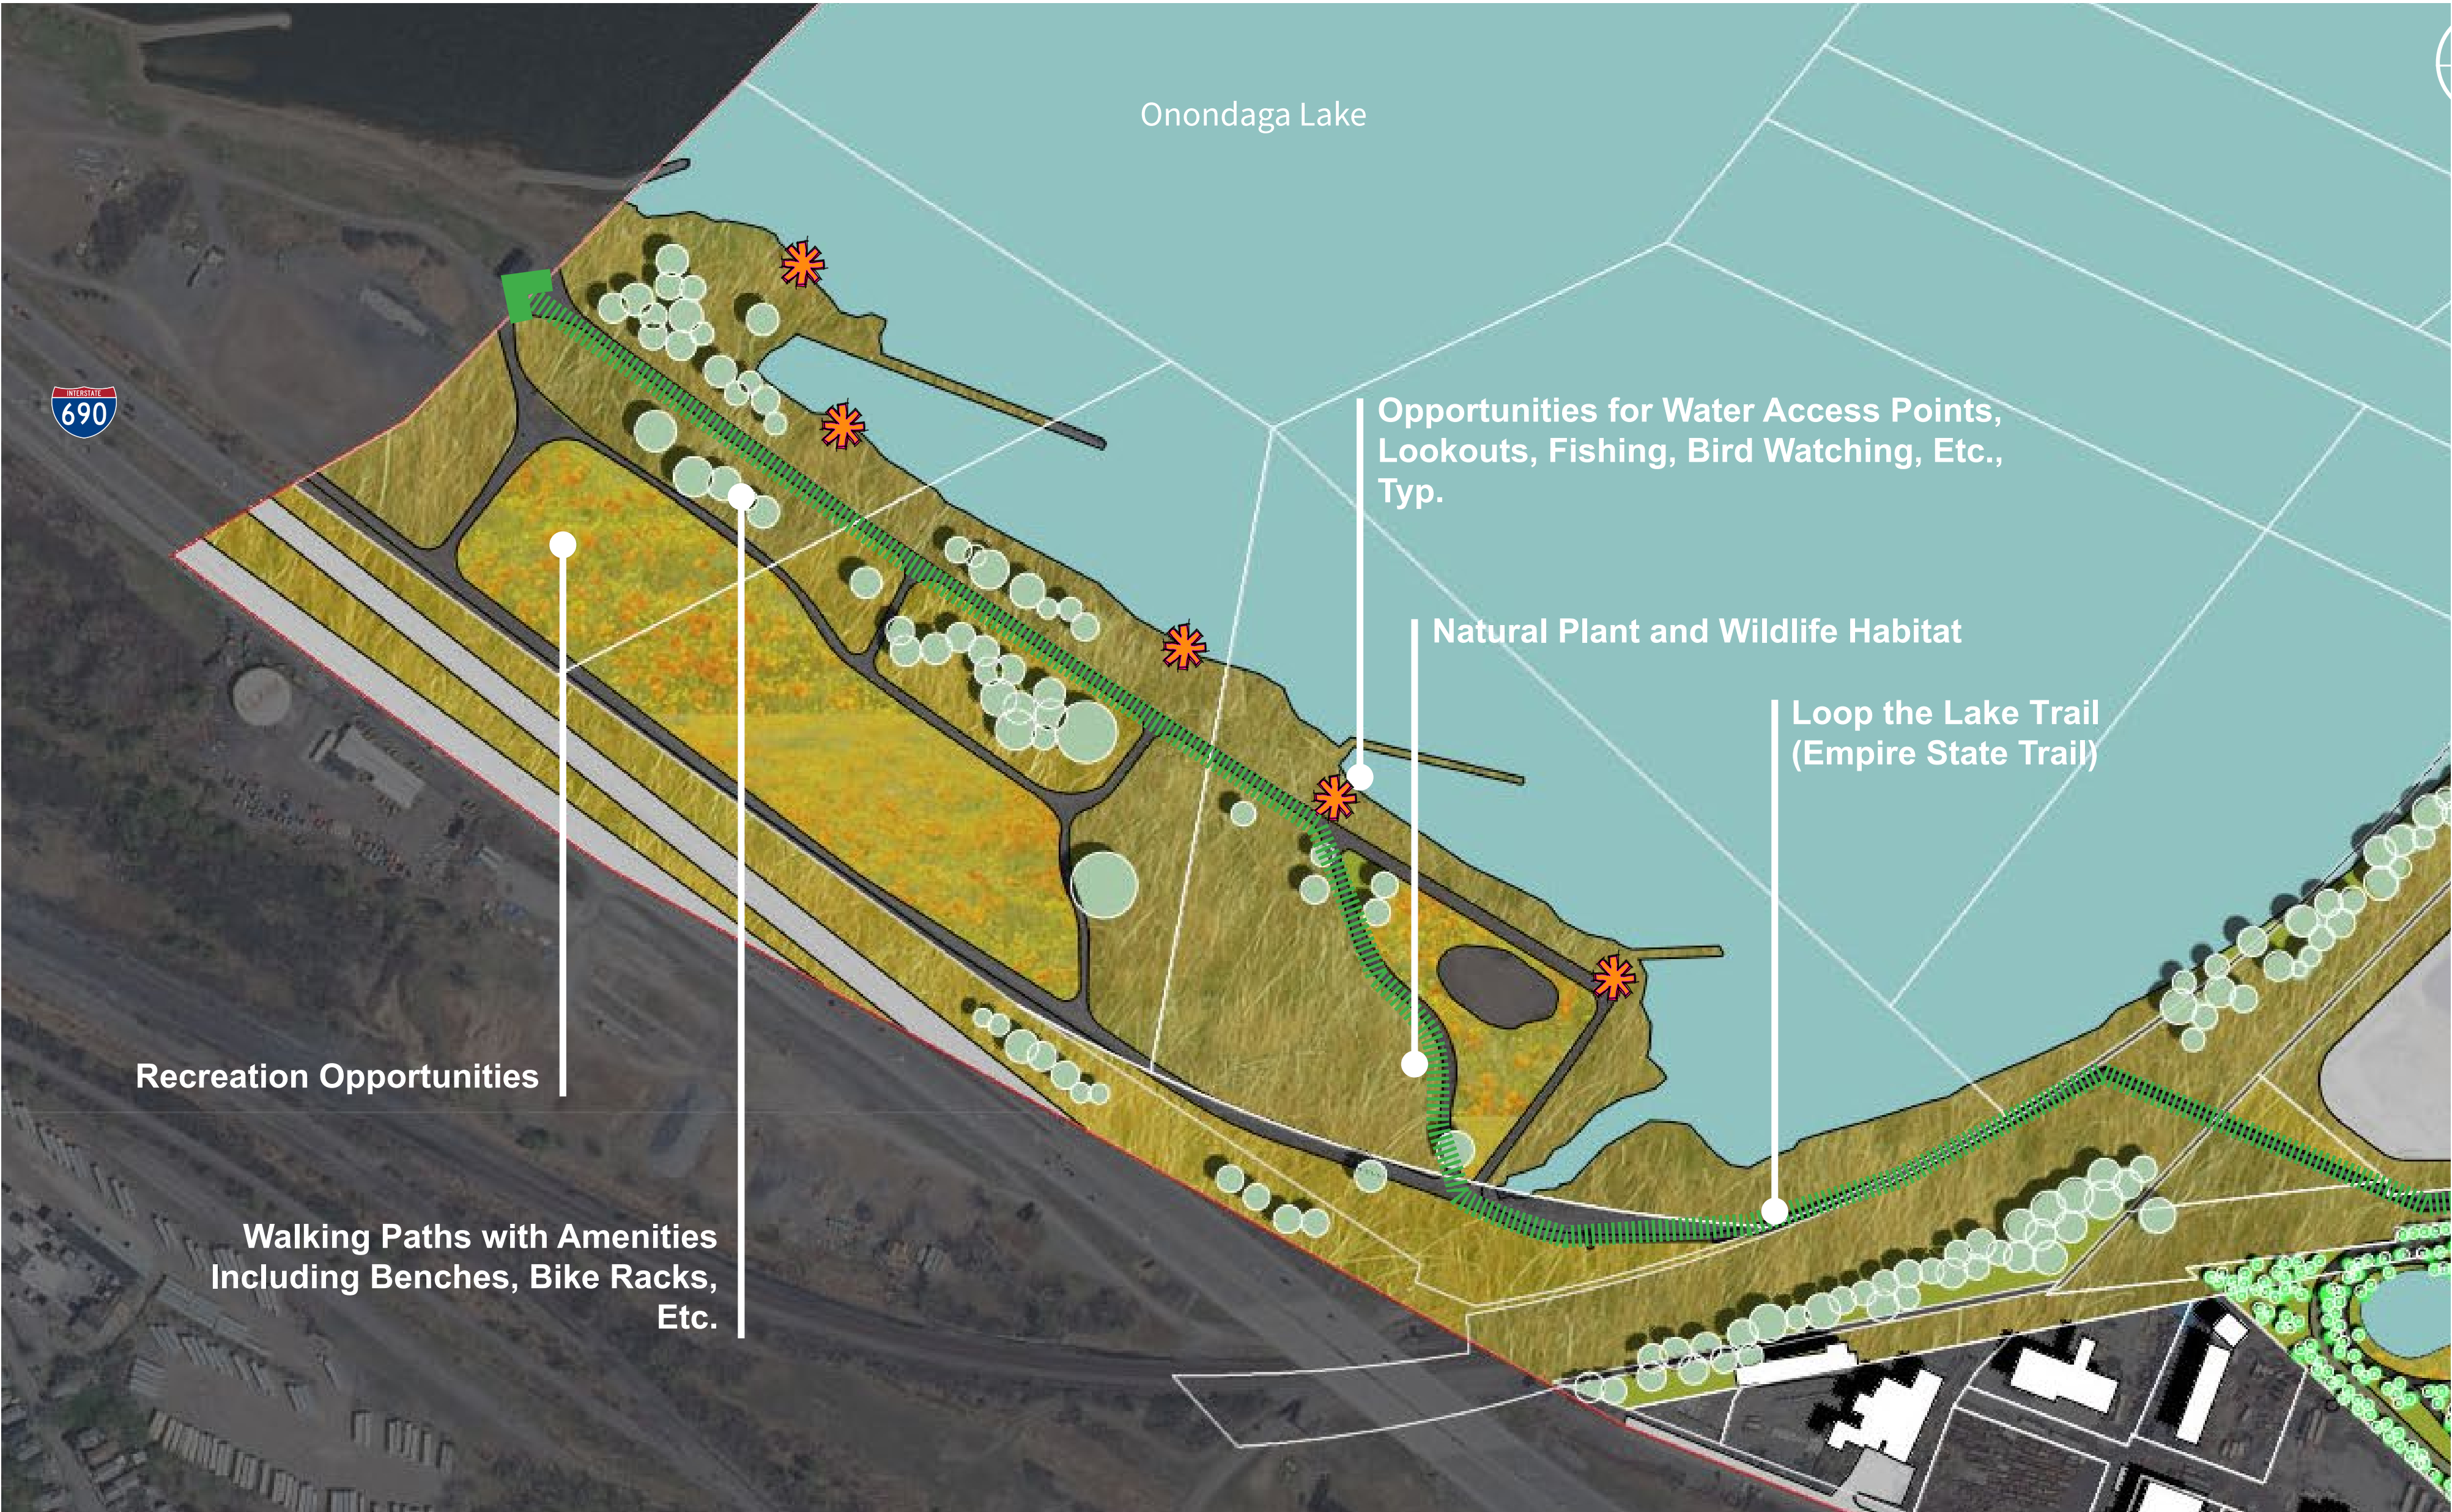 Onondaga Lake
INTERSTATE
690
Opportunities for Water Access Points,
Lookouts, Fishing, Bird Watching, Etc.,
Typ.
Natural Plant and Wildlife Habitat
Loop the Lake Trail
(Empire State Trail)
Recreation Opportunities
Walking Paths with Amenities
Including Benches, Bike Racks,
Etc.